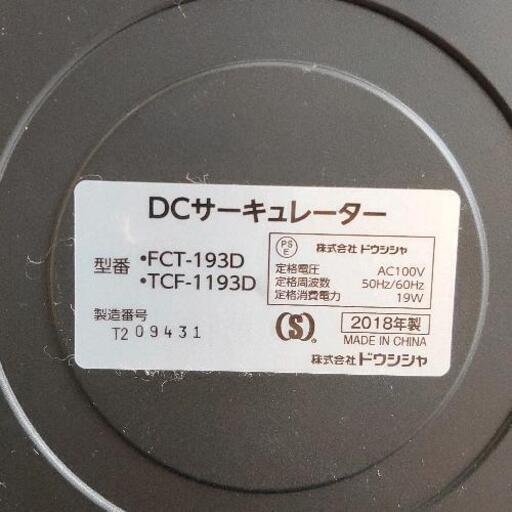 DCサーキュレーター
型番 •FCT-193D
•TCF-1193D
製造番号
T2 09431
PS
E
株式会社 ドウシシャ
定格電圧 AC100V
定格周波数 50Hz/60Hz
定格消費電力 19W
(S)
2018年製
MADE IN CHINA
株式会社ドウシシャ